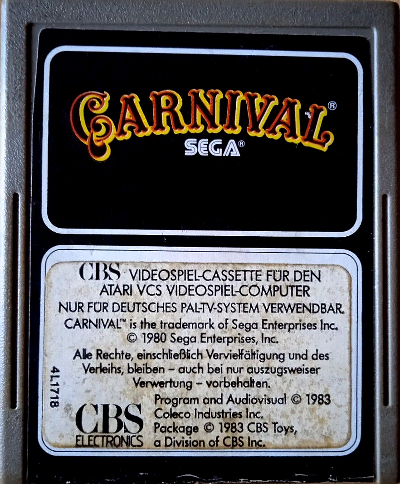 CARNIVAL®
SEGA®
CBS VIDEOSPIEL-CASSETTE FÜR DEN
ATARI VCS VIDEOSPIEL-COMPUTER
NUR FÜR DEUTSCHES PAL-TV-SYSTEM VERWENDBAR.
CARNIVAL™ is the trademark of Sega Enterprises Inc.
© 1980 Sega Enterprises, Inc.
Alle Rechte, einschließlich Vervielfältigung und des
Verleihs, bleiben – auch bei nur auszugsweiser
Verwertung – vorbehalten.
Program and Audiovisual © 1983
Coleco Industries Inc.
Package © 1983 CBS Toys,
a Division of CBS Inc.
CBS
ELECTRONICS
4L1718